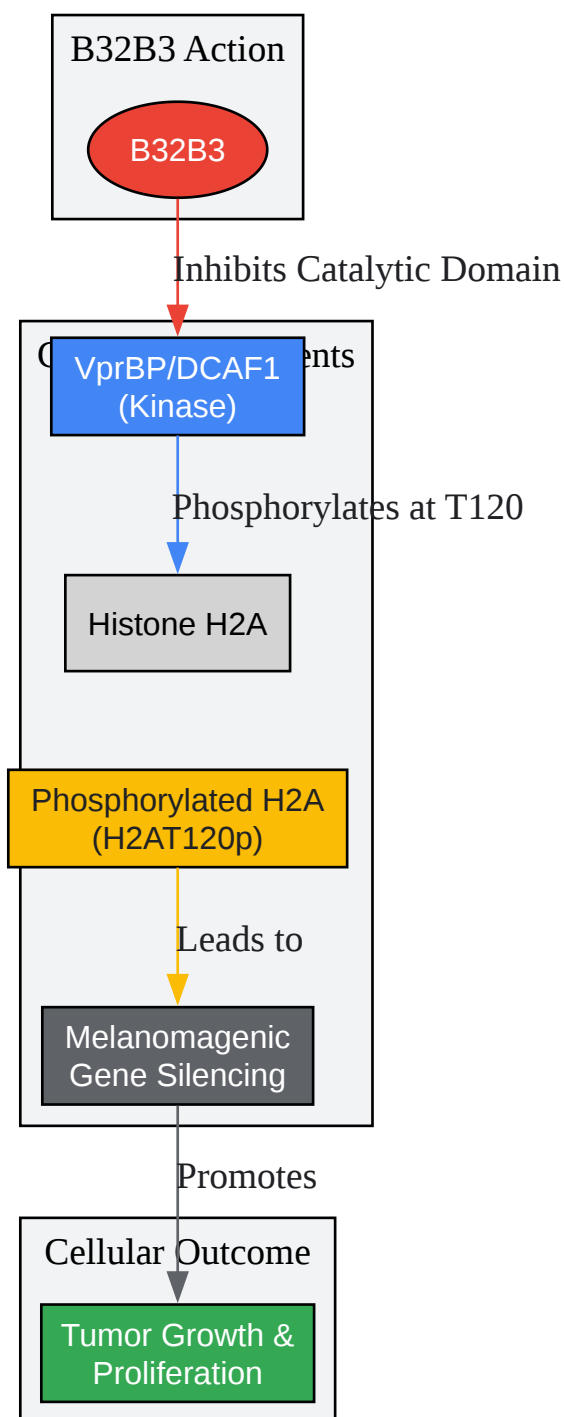 B32B3 Action
B32B3
Inhibits Catalytic Domain
VprBP/DCAF1
(Kinase)
Phosphorylates at T120
Histone H2A
Phosphorylated H2A
(H2AT120p)
Leads to
Melanomagenic
Gene Silencing
Promotes
Cellular Outcome
Tumor Growth &
Proliferation